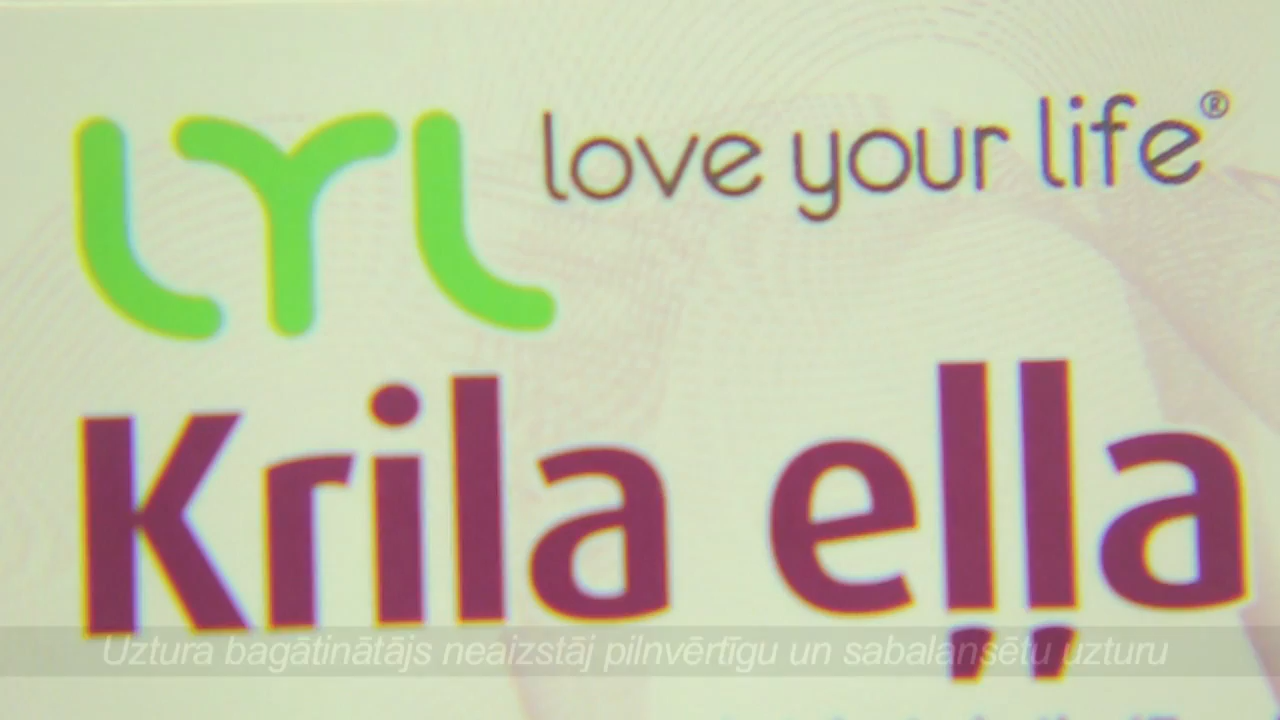 LYL love your life®
Krila eļļa
Uztura bagātinātājs neaizstāj pilnvērtīgu un sabalansētu uzturu